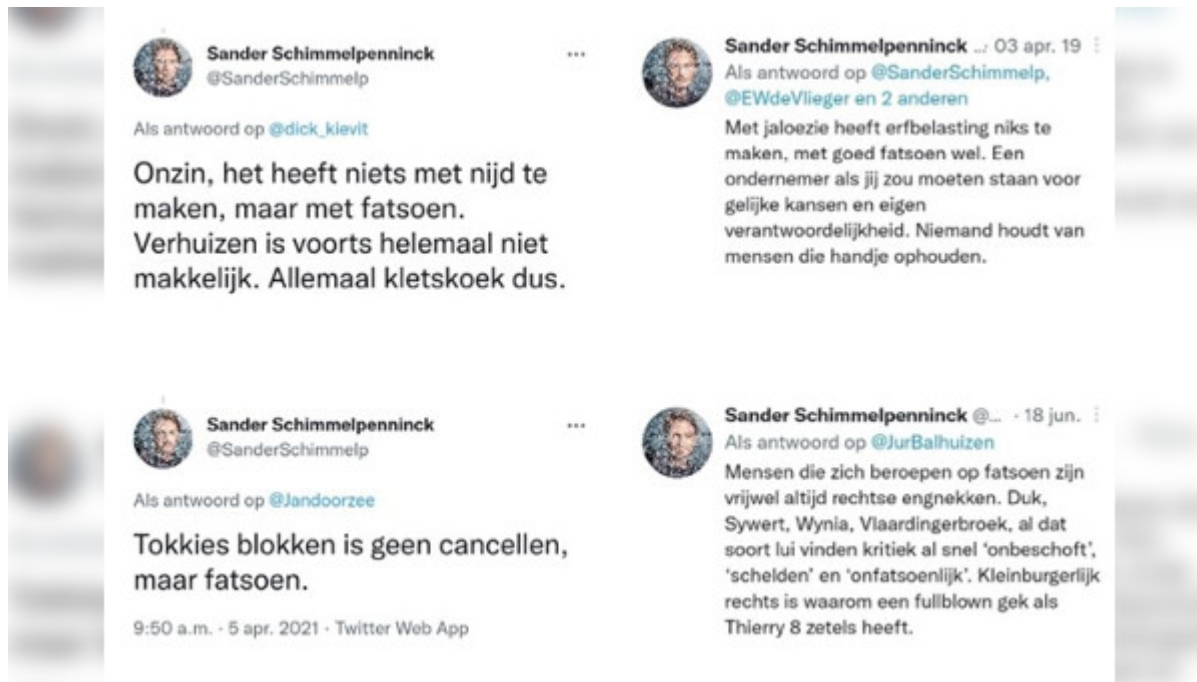 Sander Schimmelpenninck
@SanderSchimmelp
Als antwoord op @dick_kievit
Onzin, het heeft niets met nijd te
maken, maar met fatsoen.
Verhuizen is voorts helemaal niet
makkelijk. Allemaal kletskoek dus.
Sander Schimmelpenninck ... 03 apr. 19
Als antwoord op @SanderSchimmelp,
@EWdeVlieger en 2 anderen
Met jaloezie heeft erfbelasting niks te
maken, met goed fatsoen wel. Een
ondernemer als jij zou moeten staan voor
gelijke kansen en eigen
verantwoordelijkheid. Niemand houdt van
mensen die handje ophouden.
Sander Schimmelpenninck
@SanderSchimmelp
Als antwoord op @Jandoorzee
Tokkies blokken is geen cancellen,
maar fatsoen.
9:50 a.m. · 5 apr. 2021 · Twitter Web App
Sander Schimmelpenninck @... · 18 jun.
Als antwoord op @JurBalhuizen
Mensen die zich beroepen op fatsoen zijn
vrijwel altijd rechtse engnekken. Duk,
Sywert, Wynia, Vlaardingerbroek, al dat
soort lui vinden kritiek al snel ‘onbeschoft’,
‘schelden’ en ‘onfatsoenlijk’. Kleinburgerlijk
rechts is waarom een fullblown gek als
Thierry 8 zetels heeft.